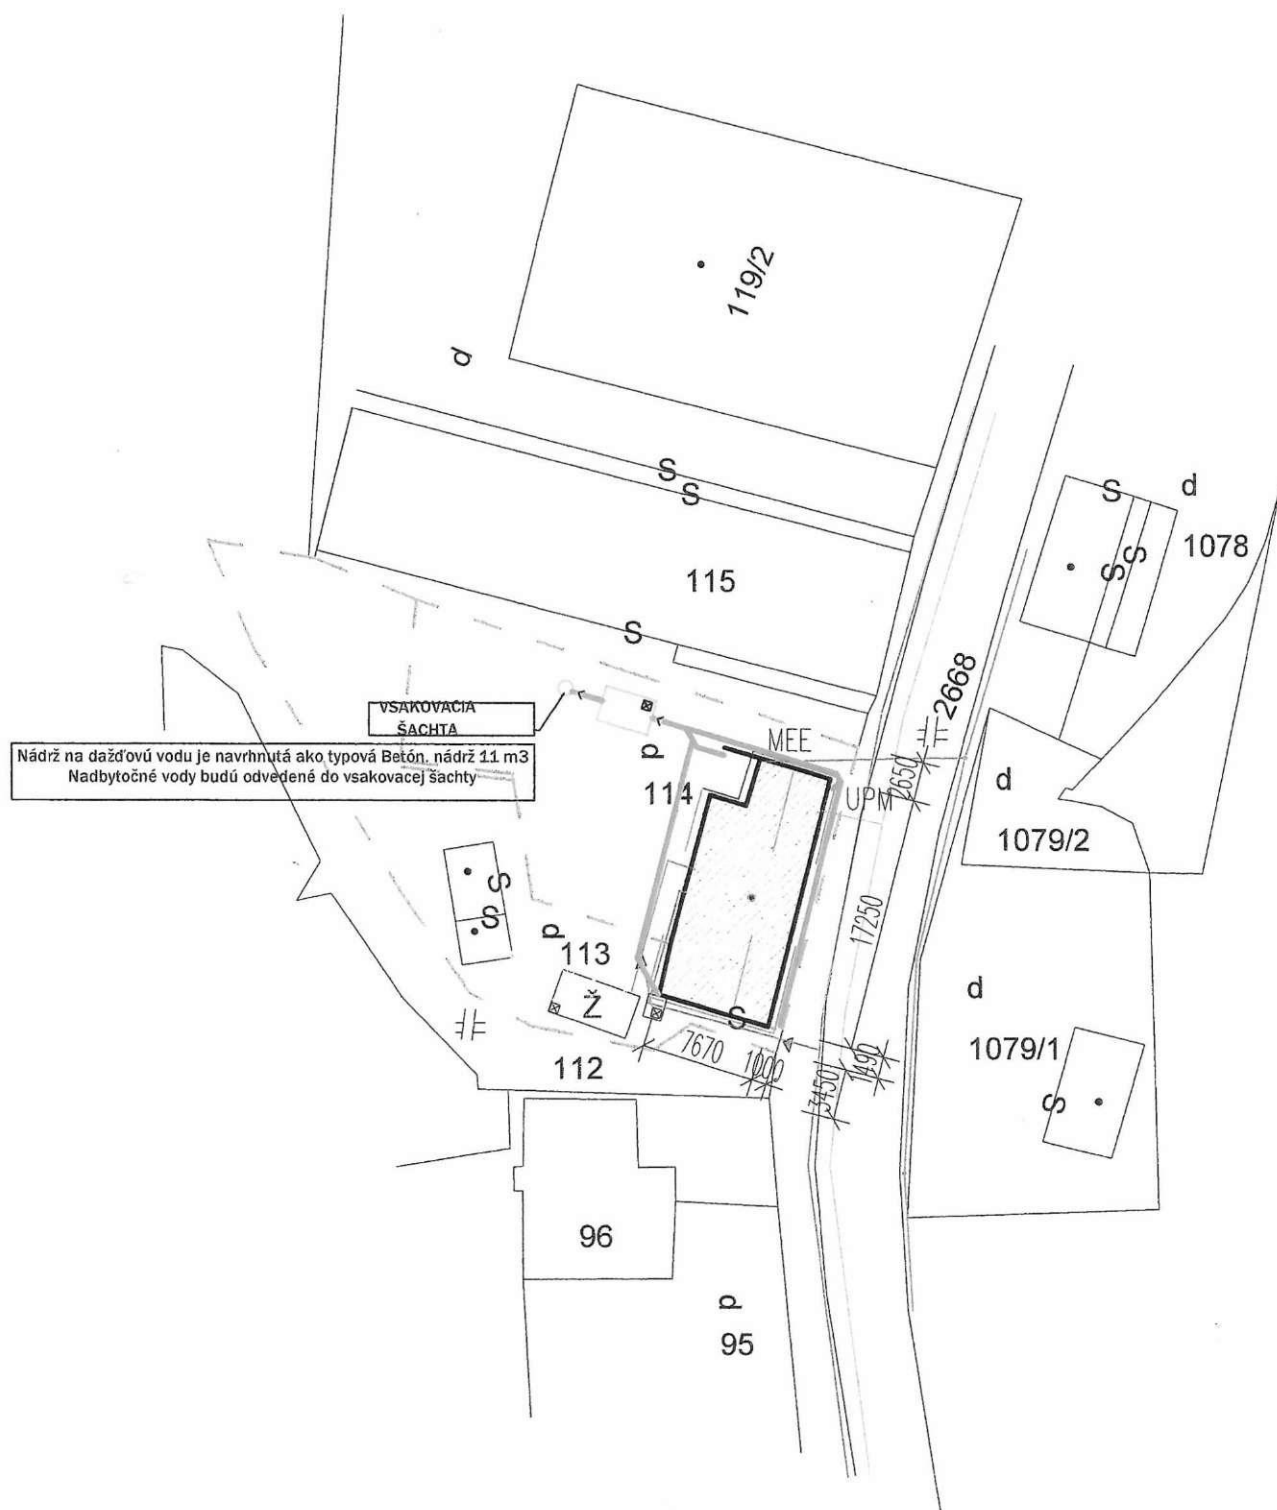 119/2
d
S
S
115
S
S
d
1078
S
S
2668
VSAKOVACIA
ŠACHTA
Nádrž na dažďovú vodu je navrhnutá ako typová Betón. nádrž 11 m3
Nadbytočné vody budú odvedené do vsakovacej šachty
p
MEE
114
UPM
2650
d
1079/2
S
S
p
113
Ž
17250
S
7670
1000
112
1490
3450
d
1079/1
S
96
p
95